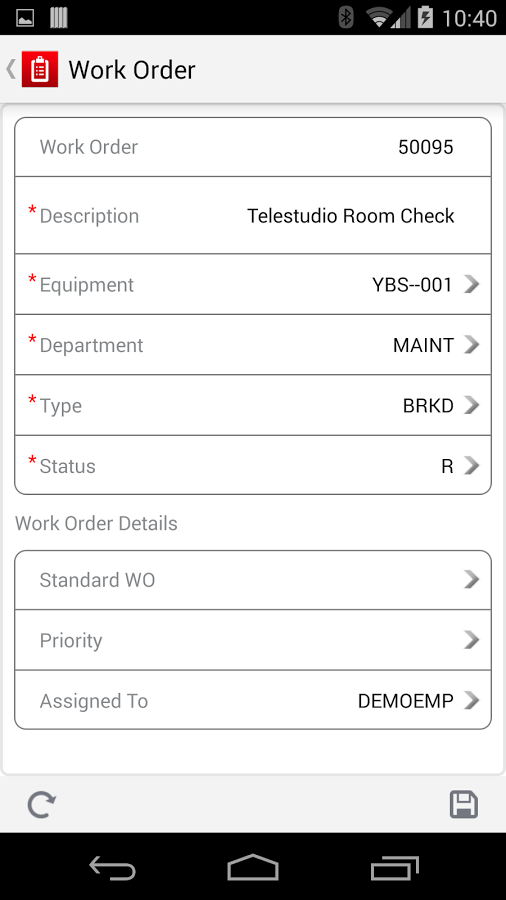 10:40
Work Order
Work Order 50095
* Description Telestudio Room Check
* Equipment YBS--001
* Department MAINT
* Type BRKD
* Status R
Work Order Details
Standard WO
Priority
Assigned To DEMOEMP